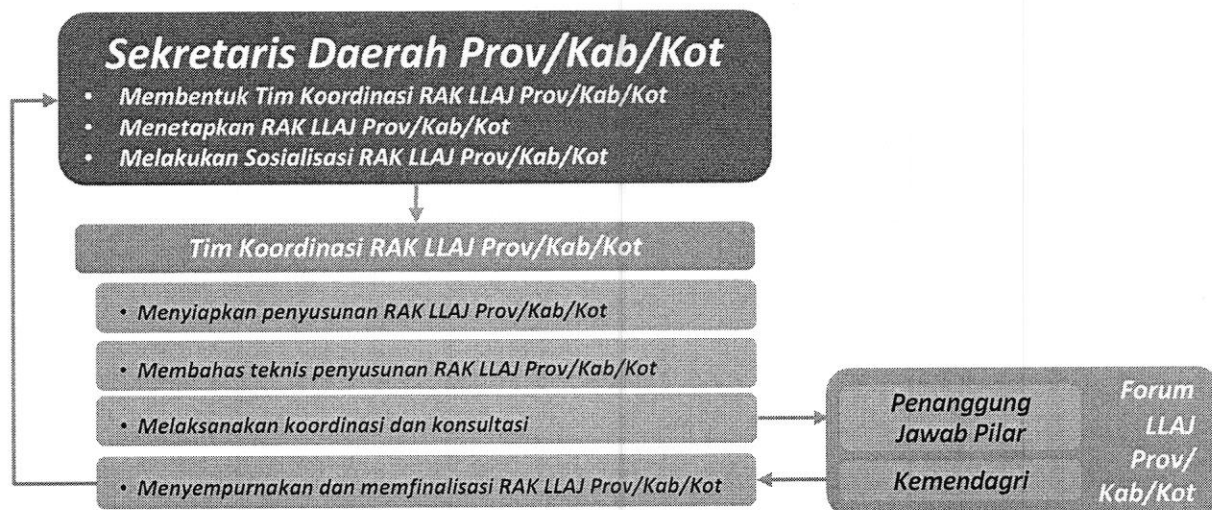 Sekretaris Daerah Prov/Kab/Kot
• Membentuk Tim Koordinasi RAK LLAJ Prov/Kab/Kot
• Menetapkan RAK LLAJ Prov/Kab/Kot
• Melakukan Sosialisasi RAK LLAJ Prov/Kab/Kot
Tim Koordinasi RAK LLAJ Prov/Kab/Kot
• Menyiapkan penyusunan RAK LLAJ Prov/Kab/Kot
• Membahas teknis penyusunan RAK LLAJ Prov/Kab/Kot
• Melaksanakan koordinasi dan konsultasi
• Menyempurnakan dan memfinalisasi RAK LLAJ Prov/Kab/Kot
Penanggung
Jawab Pilar
Kemendagri
Forum
LLAJ
Prov/
Kab/Kot